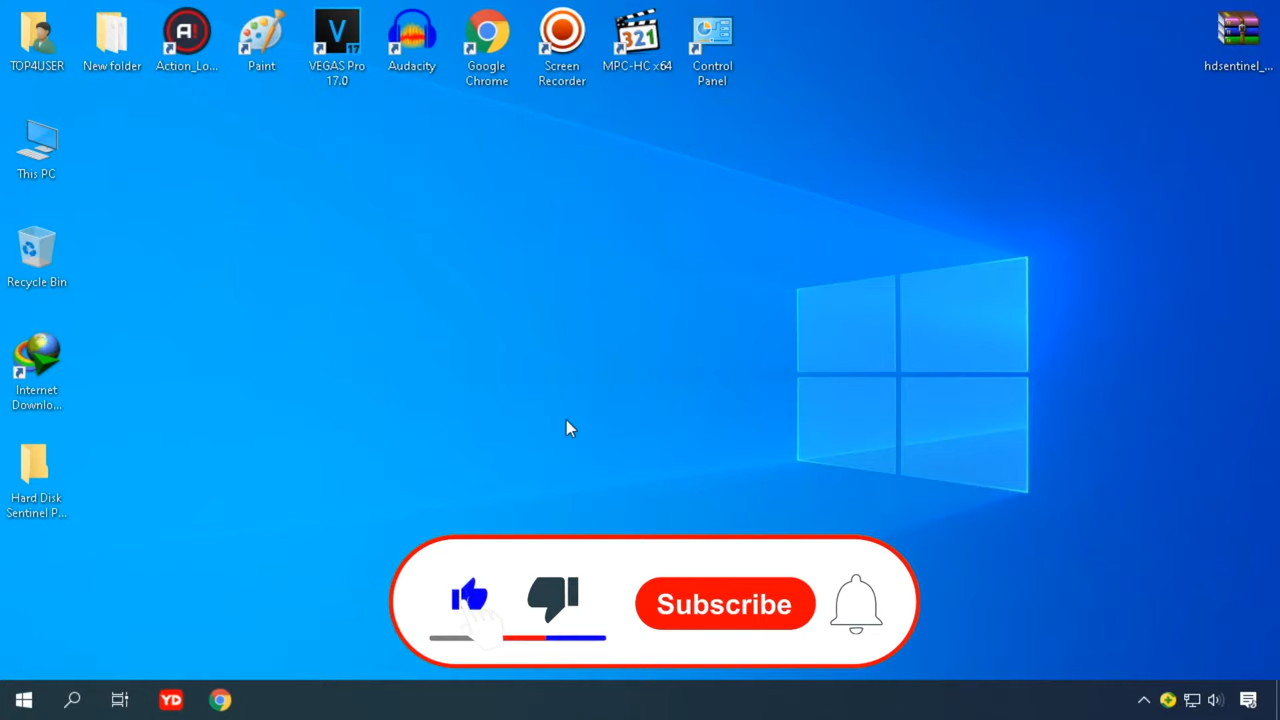 TOP4USER
New folder
Action_Lo...
Paint
VEGAS Pro
17.0
Audacity
Google
Chrome
Screen
Recorder
MPC-HC x64
Control
Panel
hdsentinel_...
This PC
Recycle Bin
Internet
Downlo...
Hard Disk
Sentinel P...
Subscribe
YD